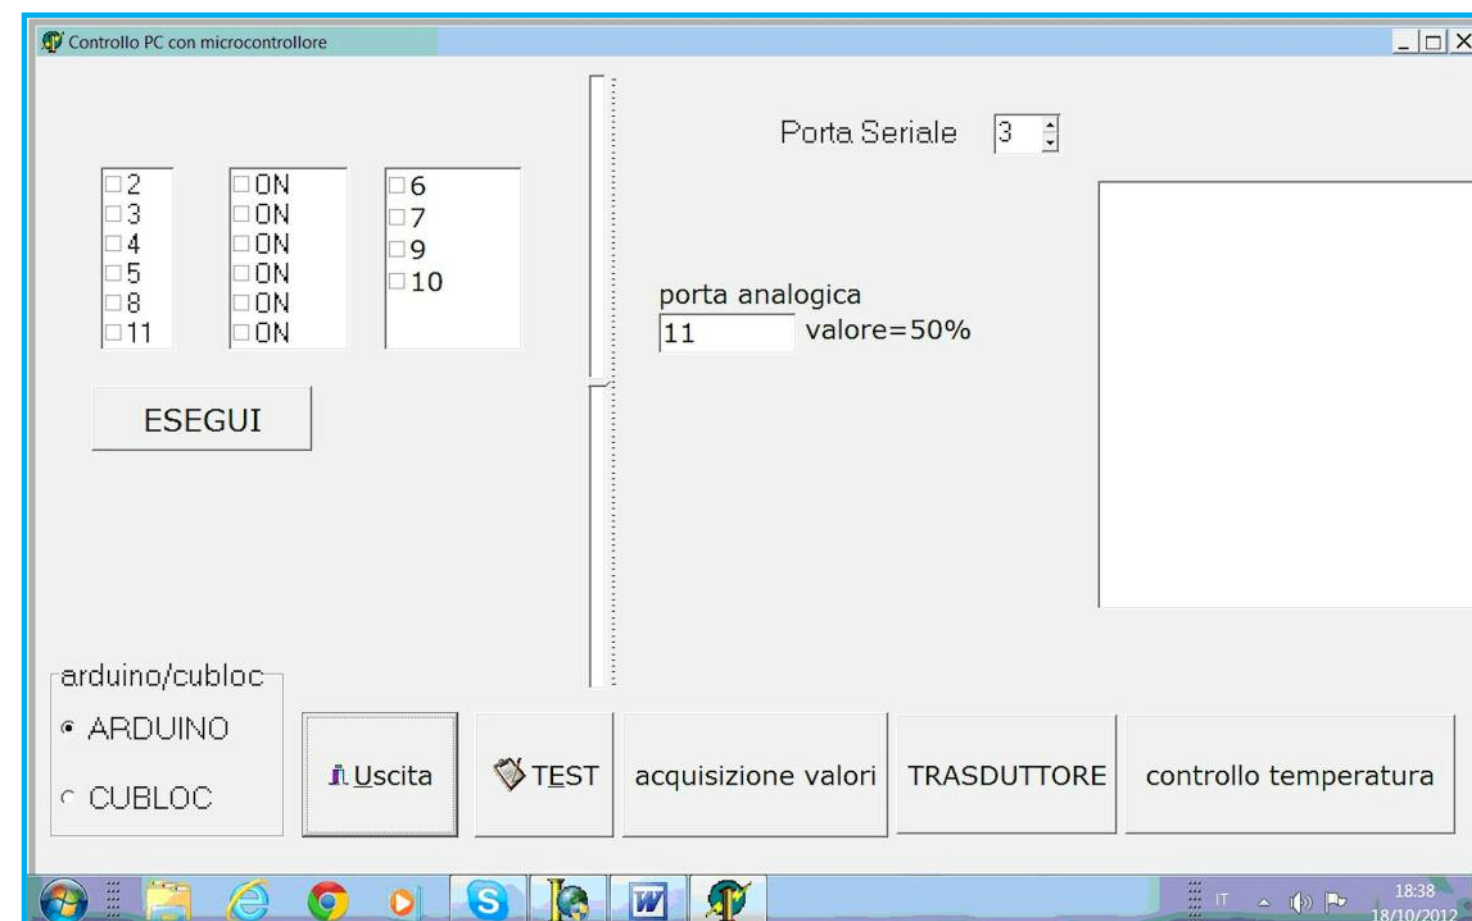 Controllo PC con microcontrollore
Porta Seriale 3
2
3
4
5
8
11
ON
ON
ON
ON
ON
ON
6
7
9
10
porta analogica
11 valore=50%
ESEGUI
arduino/cubloc
ARDUINO
CUBLOC
Uscita
TEST
acquisizione valori
TRASDUTTORE
controllo temperatura
IT
18:38
18/10/2012